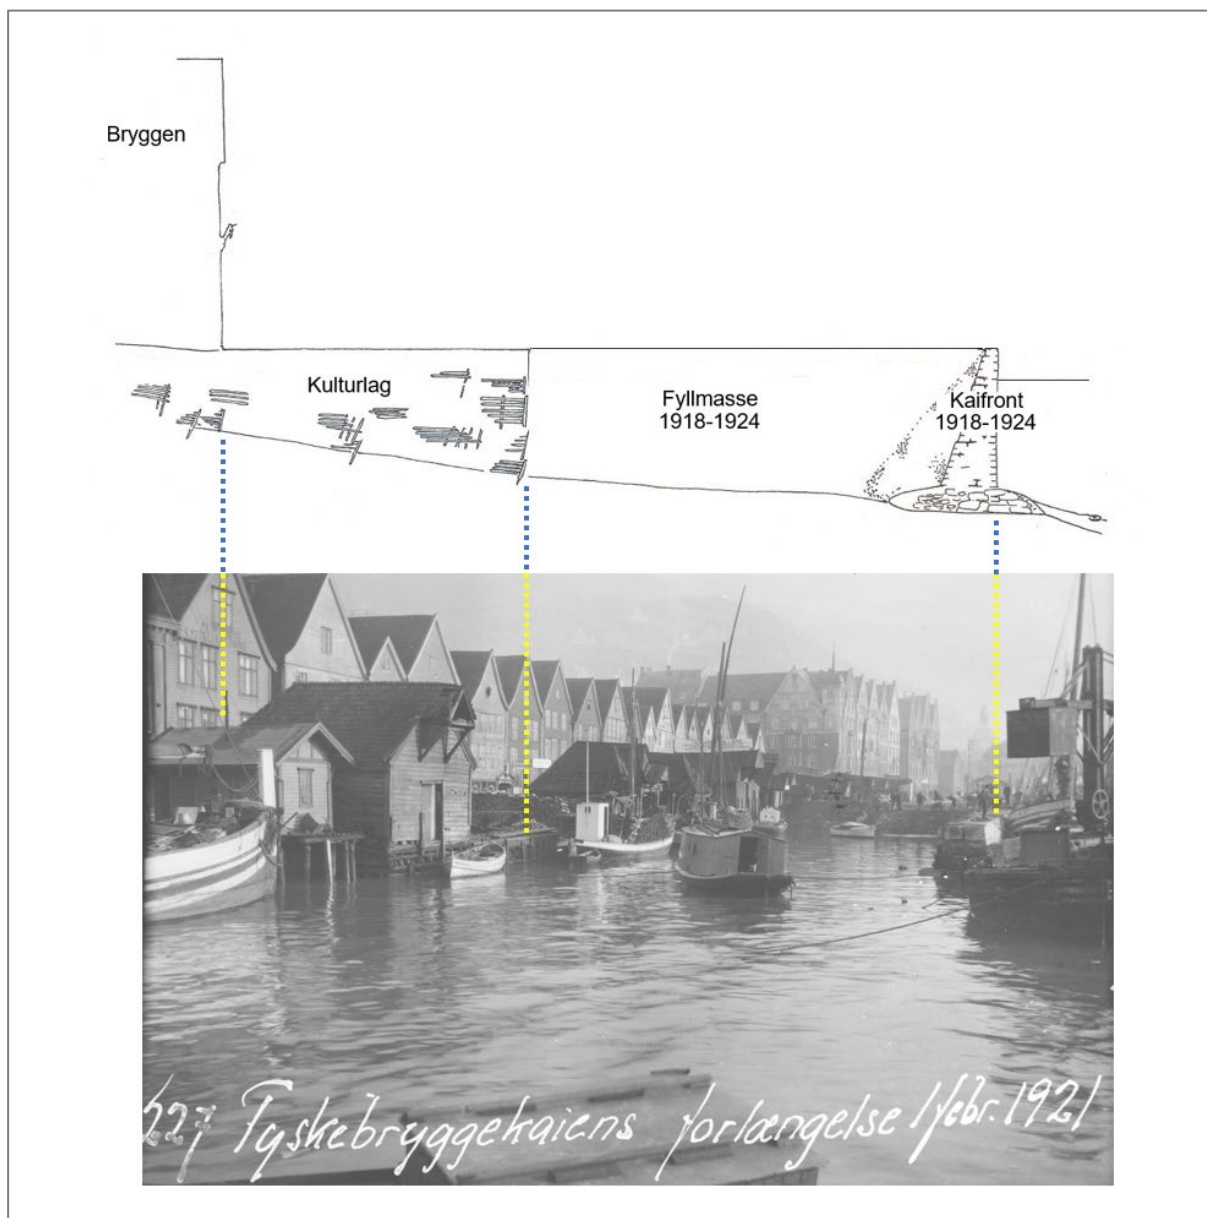 Bryggen
Kulturlag
Fyllmasse
1918-1924
Kaifront
1918-1924
227 Tyskebryggekaiens forlængelse 1/febr. 1921